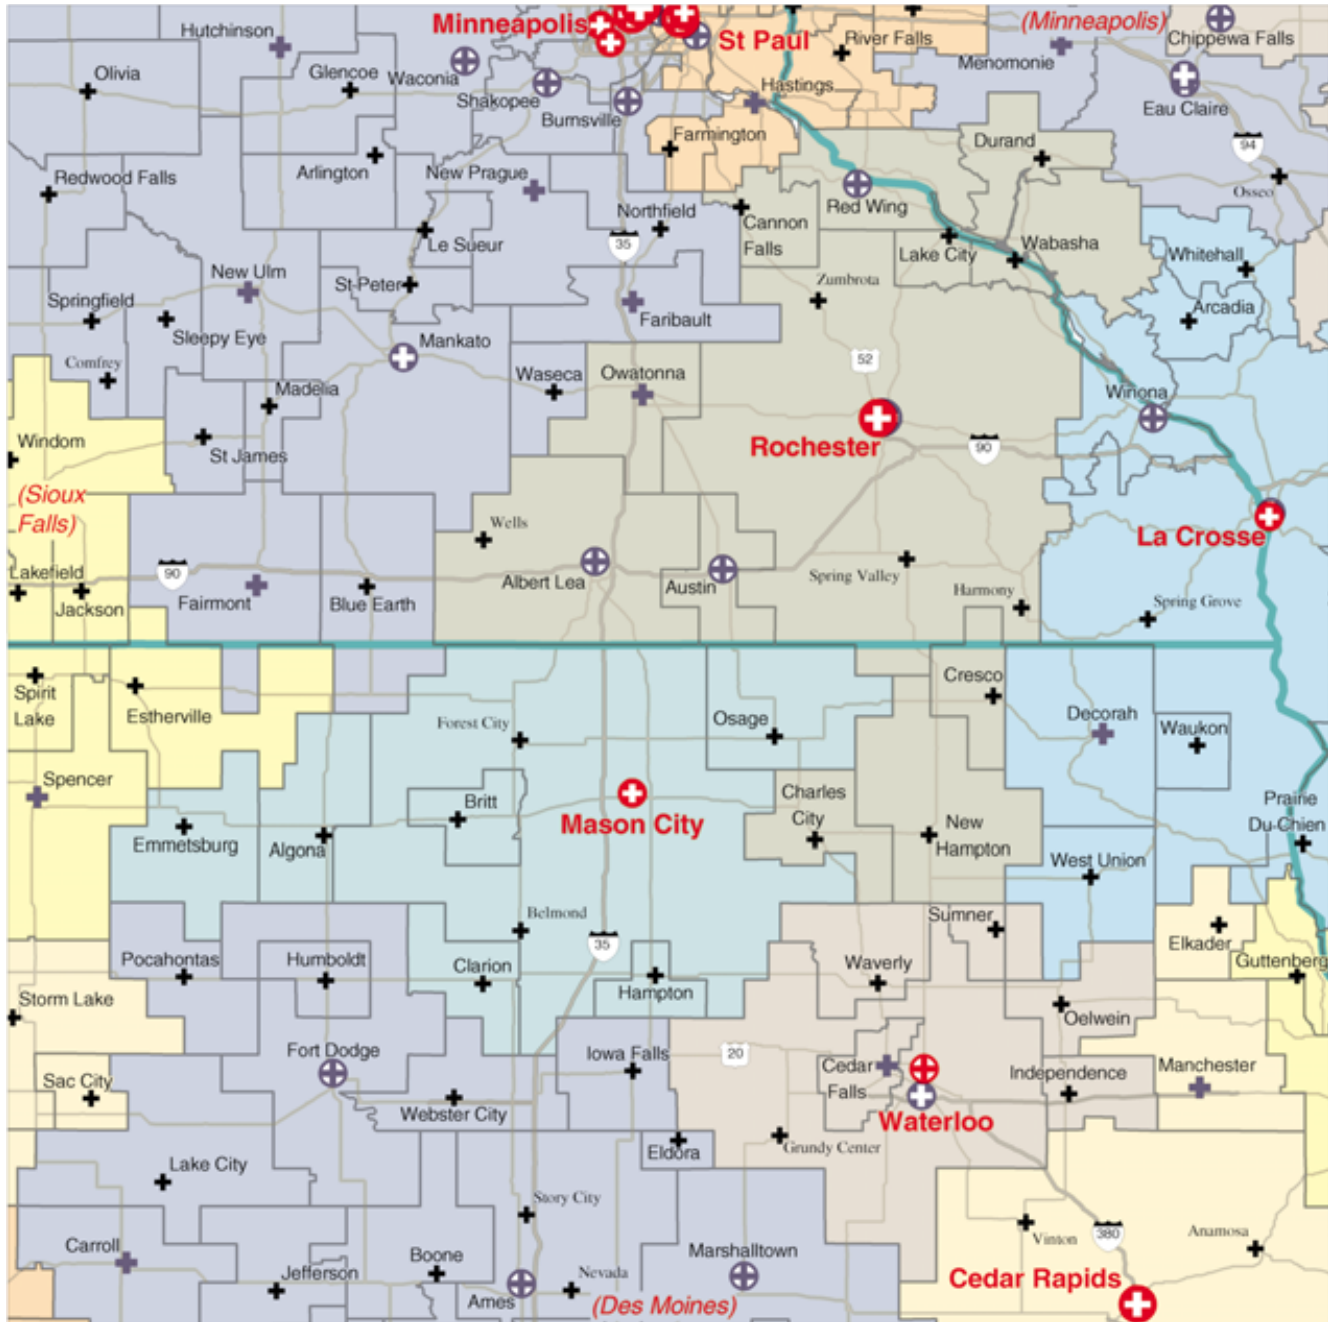 Minneapolis
(Minneapolis)
Hutchinson
St Paul
River Falls
Chippewa Falls
Olivia
Glencoe
Waconia
Menomonie
Shakopee
Hastings
Eau Claire
Burnsville
Farmington
Durand
94
Redwood Falls
Arlington
New Prague
Ossco
Northfield
Red Wing
Cannon
Falls
35
Le Sueur
Lake City
Wabasha
Whitehall
New Ulm
St Peter
Zumbrota
Springfield
Sleepy Eye
Faribault
Arcadia
Mankato
Comfrey
52
Waseca
Owatonna
Madelia
Winona
Windom
St James
Rochester
90
(Sioux
Falls)
Wells
La Crosse
Lakefield
90
Albert Lea
Austin
Spring Valley
Jackson
Fairmont
Blue Earth
Harmony
Spring Grove
Spirit
Lake
Estherville
Forest City
Osage
Cresco
Decorah
Waukon
Spencer
Britt
Charles
City
Prairie
Du Chien
Mason City
Emmetsburg
Algona
New
Hampton
West Union
Belmond
Sumner
35
Elkader
Pocahontas
Humboldt
Clarion
Hampton
Waverly
Guttenberg
Storm Lake
Oelwein
Fort Dodge
Iowa Falls
20
Cedar
Falls
Independence
Manchester
Sac City
Webster City
Waterloo
Eldora
Grundy Center
Lake City
Story City
Vinton
Anamosa
380
Carroll
Boone
Marshalltown
Jefferson
Ames
Nevada
Cedar Rapids
(Des Moines)